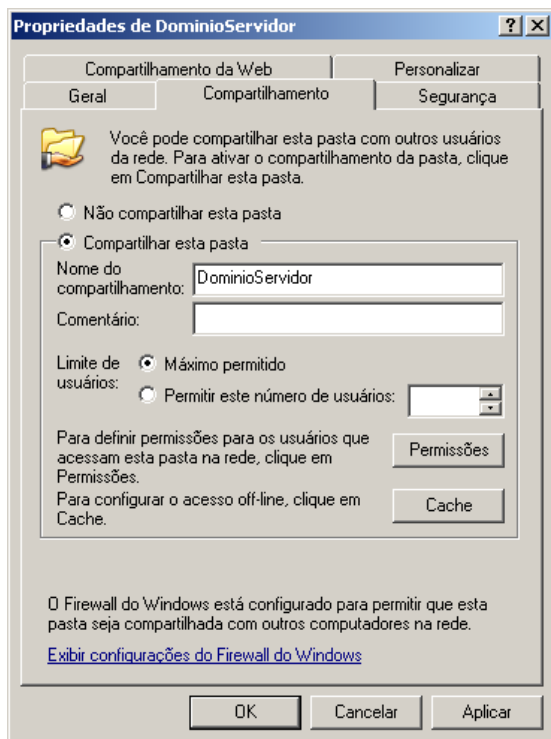 Propriedades de DominioServidor
Compartilhamento da Web
Personalizar
Geral
Compartilhamento
Segurança
Você pode compartilhar esta pasta com outros usuários
da rede. Para ativar o compartilhamento da pasta, clique
em Compartilhar esta pasta.
Não compartilhar esta pasta
Compartilhar esta pasta
Nome do
compartilhamento:
DominioServidor
Comentário:
Limite de
usuários:
Máximo permitido
Permitir este número de usuários:
Para definir permissões para os usuários que
acessam esta pasta na rede, clique em
Permissões.
Permissões
Para configurar o acesso off-line, clique em
Cache.
Cache
O Firewall do Windows está configurado para permitir que esta
pasta seja compartilhada com outros computadores na rede.
Exibir configurações do Firewall do Windows
OK
Cancelar
Aplicar